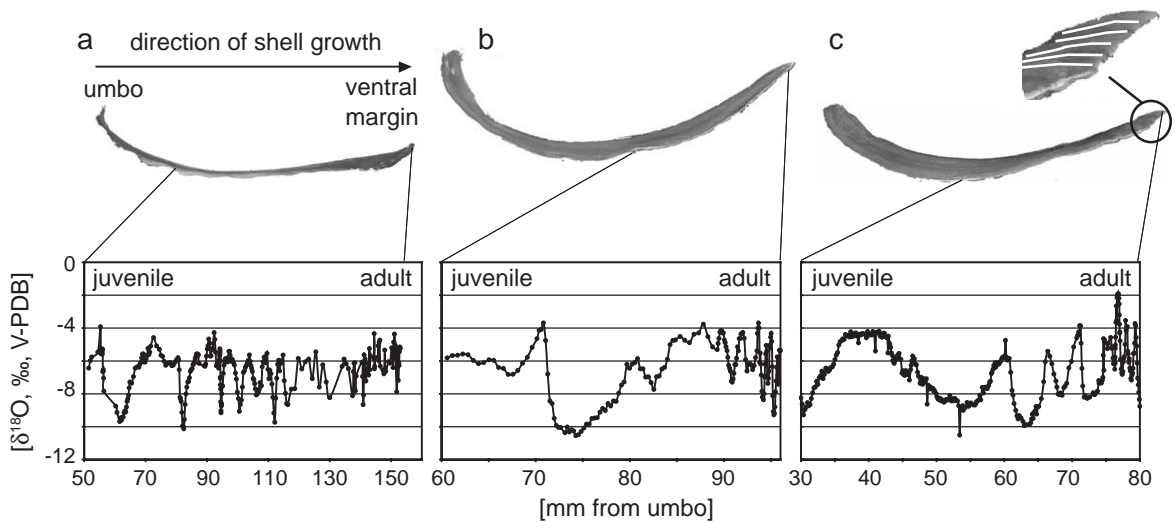 a
direction of shell growth
umbo
ventral
margin
b
c
[δ¹⁸O, ‰, V-PDB]
0
-4
-8
-12
juvenile adult
50 70 90 110 130 150
juvenile adult
60 70 80 90
juvenile adult
30 40 50 60 70 80
[mm from umbo]